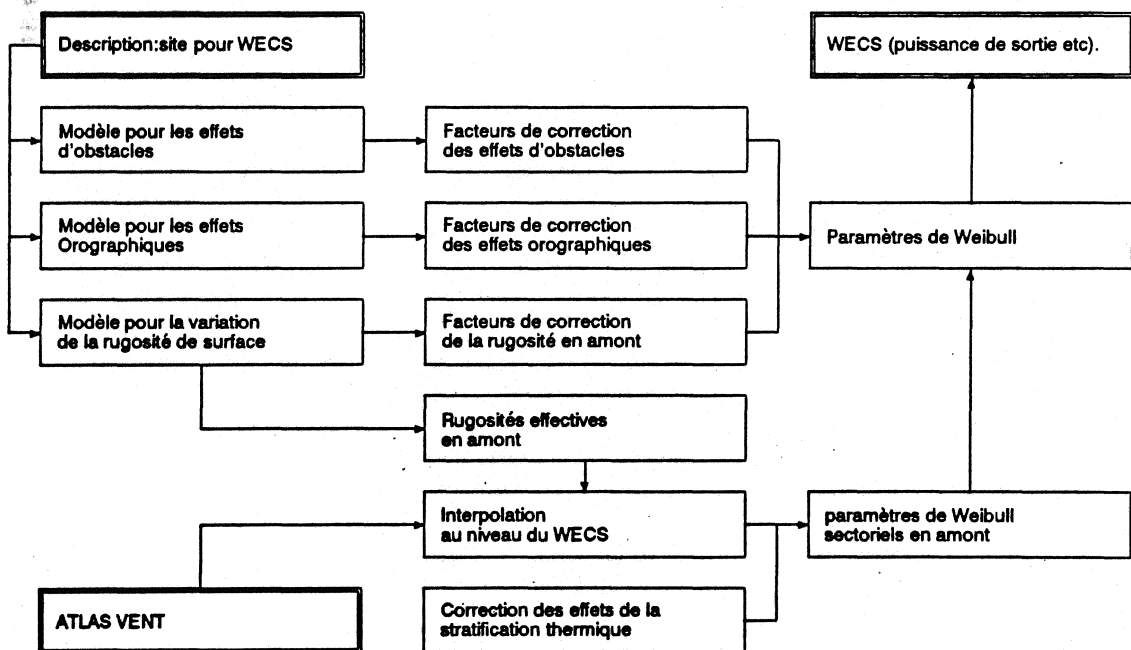 Description:site pour WECS
WECS (puissance de sortie etc).
Modèle pour les effets
d'obstacles
Facteurs de correction
des effets d'obstacles
Modèle pour les effets
Orographiques
Facteurs de correction
des effets orographiques
Paramètres de Weibull
Modèle pour la variation
de la rugosité de surface
Facteurs de correction
de la rugosité en amont
Rugosités effectives
en amont
Interpolation
au niveau du WECS
paramètres de Weibull
sectoriels en amont
ATLAS VENT
Correction des effets de la
stratification thermique